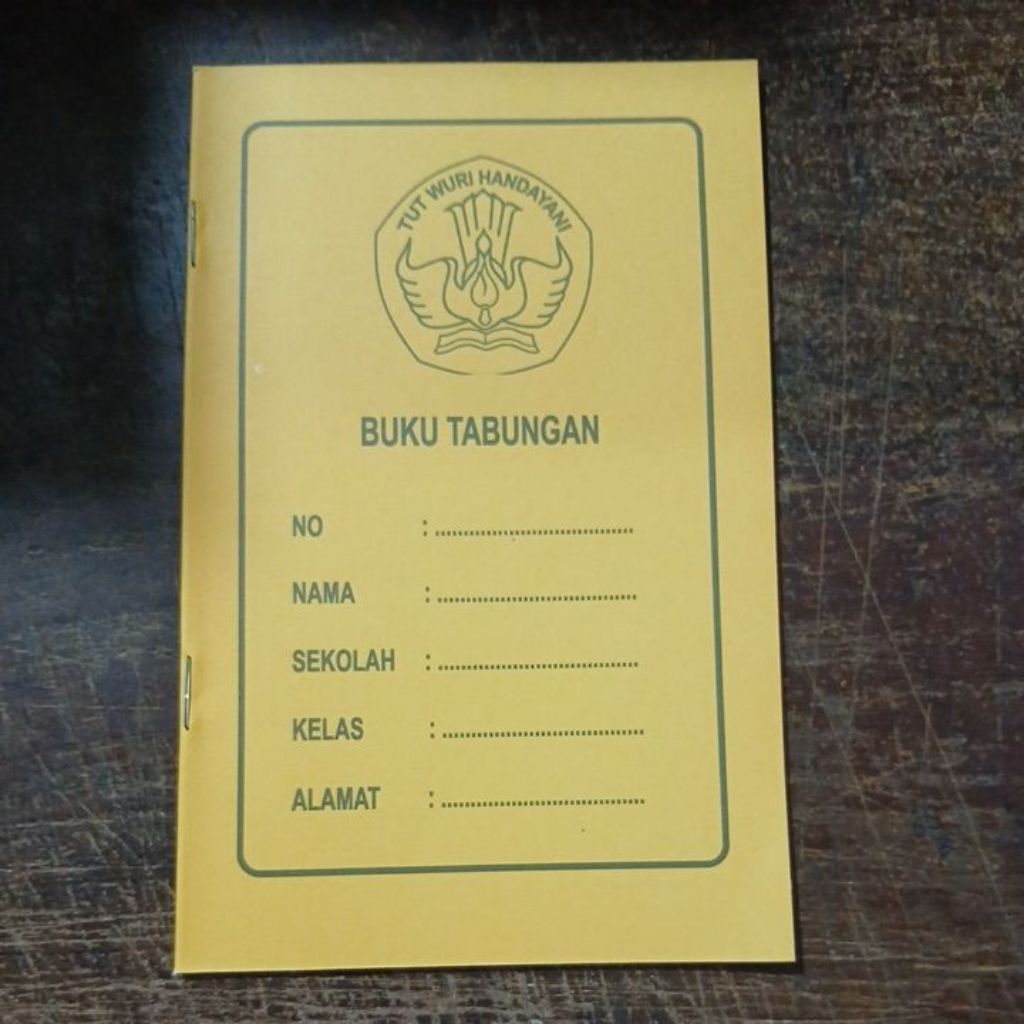 TUT WURI HANDAYANI
BUKU TABUNGAN
NO : ....................................
NAMA : ....................................
SEKOLAH : ....................................
KELAS : ....................................
ALAMAT : ....................................